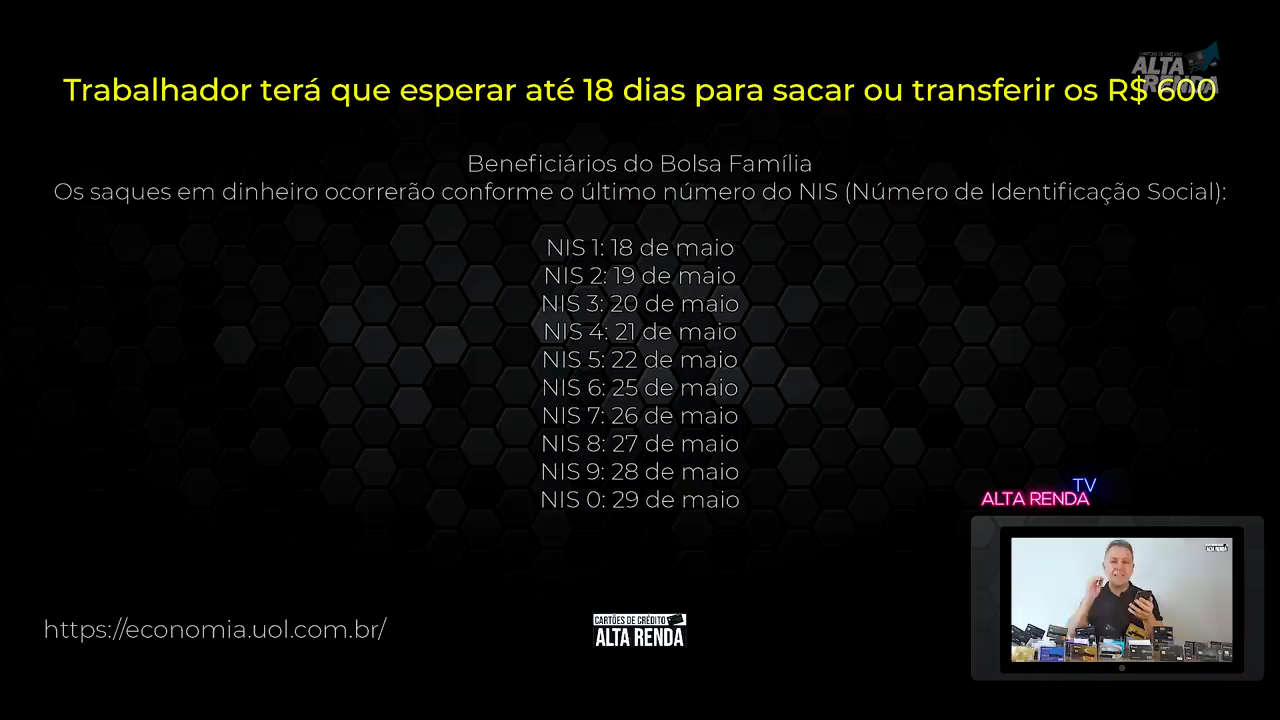 CARTÕES DE CRÉDITO
ALTA
RENDA
Trabalhador terá que esperar até 18 dias para sacar ou transferir os R$ 600
Beneficiários do Bolsa Família
Os saques em dinheiro ocorrerão conforme o último número do NIS (Número de Identificação Social):
NIS 1: 18 de maio
NIS 2: 19 de maio
NIS 3: 20 de maio
NIS 4: 21 de maio
NIS 5: 22 de maio
NIS 6: 25 de maio
NIS 7: 26 de maio
NIS 8: 27 de maio
NIS 9: 28 de maio
NIS 0: 29 de maio
TV
ALTA RENDA
ALTA RENDA
https://economia.uol.com.br/
CARTÕES DE CRÉDITO
ALTA RENDA